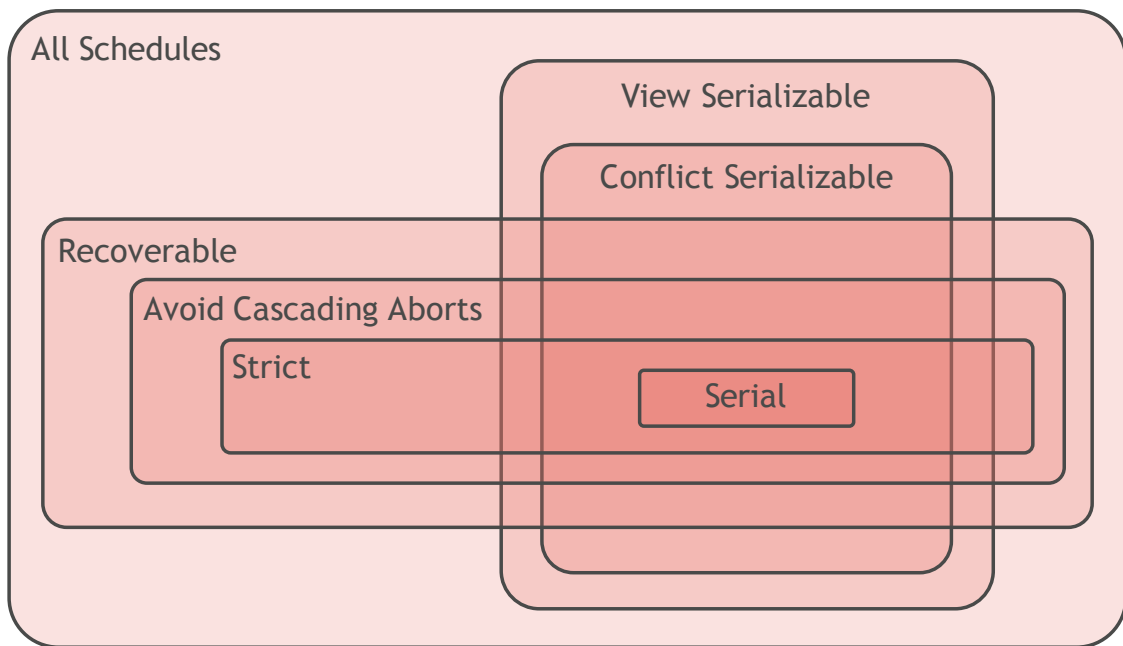 All Schedules
View Serializable
Conflict Serializable
Recoverable
Avoid Cascading Aborts
Strict
Serial